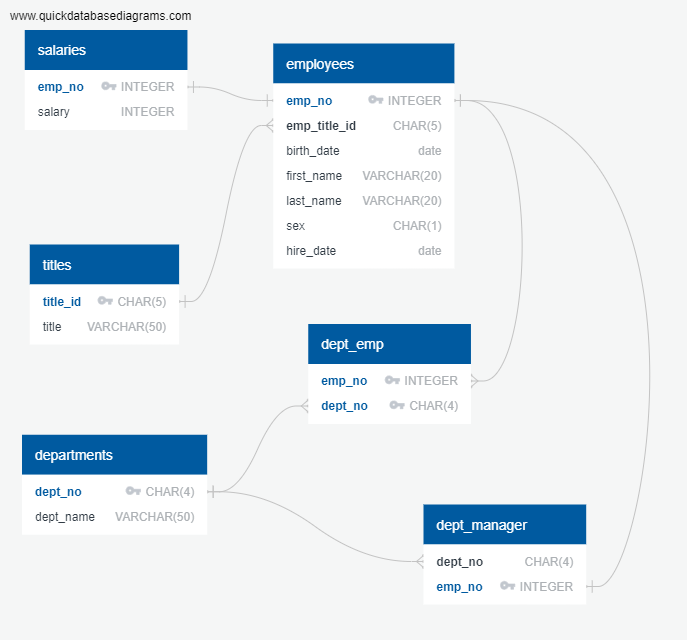 www.quickdatabasediagrams.com
salaries
emp_no INTEGER
salary INTEGER
employees
emp_no INTEGER
emp_title_id CHAR(5)
birth_date date
first_name VARCHAR(20)
last_name VARCHAR(20)
sex CHAR(1)
hire_date date
titles
title_id CHAR(5)
title VARCHAR(50)
dept_emp
emp_no INTEGER
dept_no CHAR(4)
departments
dept_no CHAR(4)
dept_name VARCHAR(50)
dept_manager
dept_no CHAR(4)
emp_no INTEGER